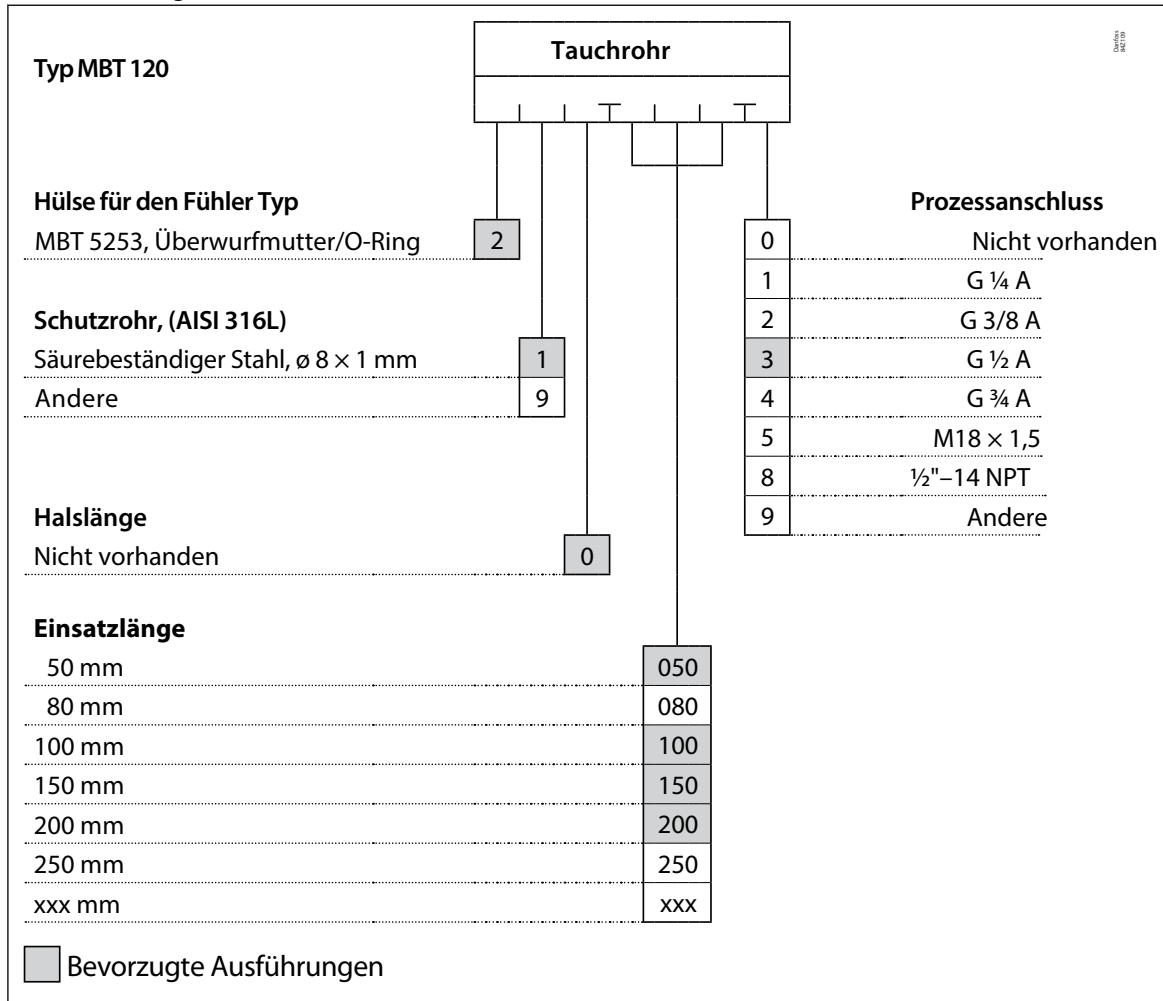 Typ MBT 120
Tauchrohr
Danfoss
84Z109
Hülse für den Fühler Typ
MBT 5253, Überwurfmutter/O-Ring 2
Schutzrohr, (AISI 316L)
Säurebeständiger Stahl, ø 8 × 1 mm 1
Andere 9
Halslänge
Nicht vorhanden 0
Einsatzlänge
50 mm 050
80 mm 080
100 mm 100
150 mm 150
200 mm 200
250 mm 250
xxx mm xxx
Prozessanschluss
0 Nicht vorhanden
1 G ¼ A
2 G 3/8 A
3 G ½ A
4 G ¾ A
5 M18 × 1,5
8 ½"–14 NPT
9 Andere
Bevorzugte Ausführungen